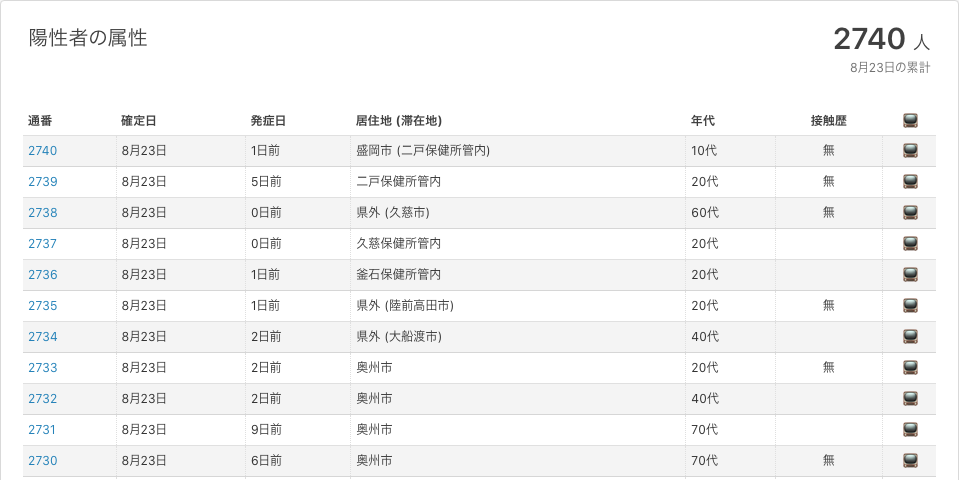 陽性者の属性
2740 人
8月23日の累計
通番 確定日 発症日 居住地 (滞在地) 年代 接触歴
2740 8月23日 1日前 盛岡市 (二戸保健所管内) 10代 無
2739 8月23日 5日前 二戸保健所管内 20代 無
2738 8月23日 0日前 県外 (久慈市) 60代 無
2737 8月23日 0日前 久慈保健所管内 20代
2736 8月23日 1日前 釜石保健所管内 20代
2735 8月23日 1日前 県外 (陸前高田市) 20代 無
2734 8月23日 2日前 県外 (大船渡市) 40代
2733 8月23日 2日前 奥州市 20代 無
2732 8月23日 2日前 奥州市 40代
2731 8月23日 9日前 奥州市 70代
2730 8月23日 6日前 奥州市 70代 無